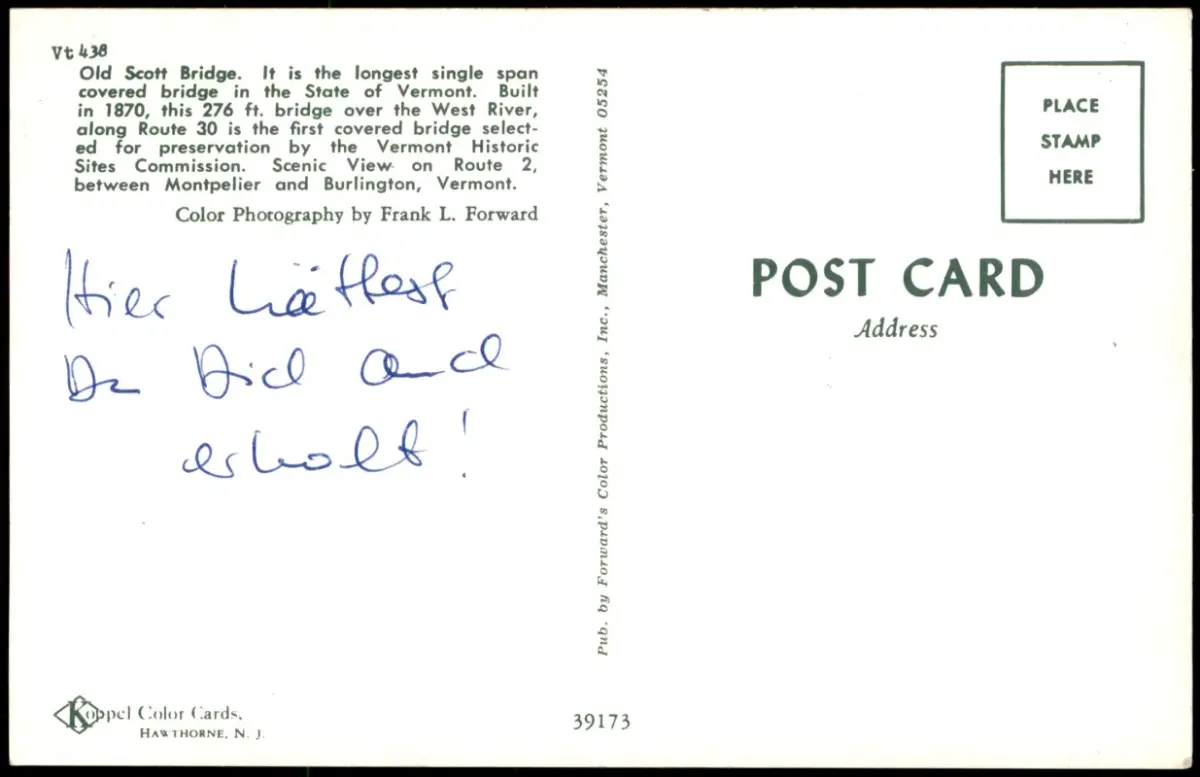 Vt 438
Old Scott Bridge. It is the longest single span
covered bridge in the State of Vermont. Built
in 1870, this 276 ft. bridge over the West River,
along Route 30 is the first covered bridge select-
ed for preservation by the Vermont Historic
Sites Commission. Scenic View on Route 2,
between Montpelier and Burlington, Vermont.
Color Photography by Frank L. Forward
Hier hättest
Du Dich auch
erholt!
Pub. by Forward's Color Productions, Inc., Manchester, Vermont 05254
PLACE
STAMP
HERE
POST CARD
Address
Koppel Color Cards,
HAWTHORNE, N. J.
39173